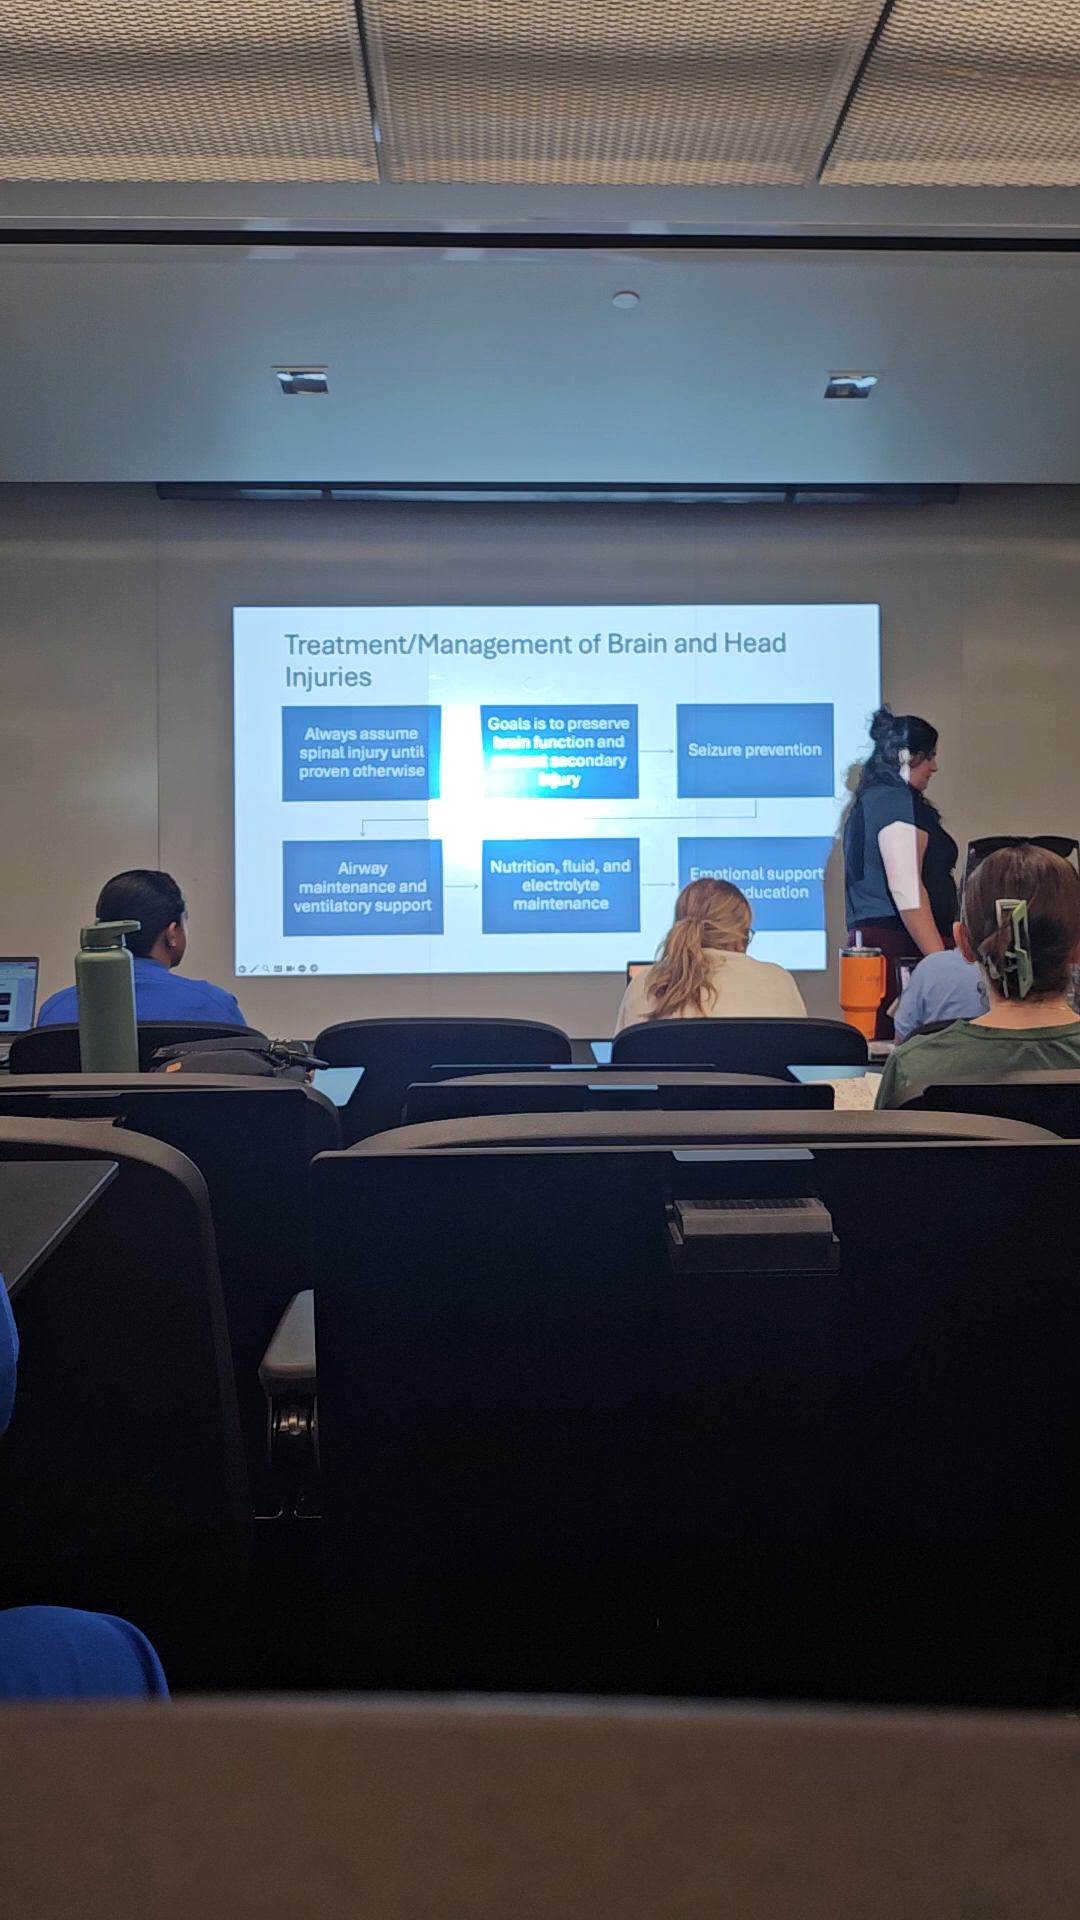 Treatment/Management of Brain and Head
Injuries
Always assume
spinal injury until
proven otherwise
Goals is to preserve
brain function and
secondary
injury
Seizure prevention
Airway
maintenance and
ventilatory support
Nutrition, fluid, and
electrolyte
maintenance
Emotional support
education